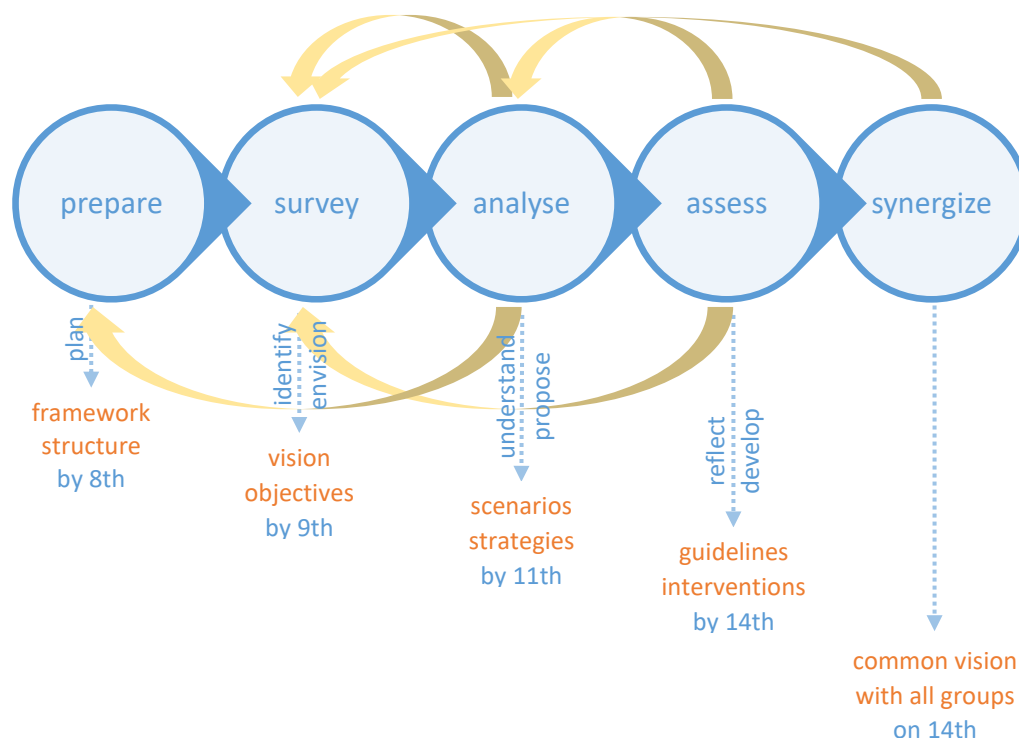 prepare
survey
analyse
assess
synergize
plan
framework
structure
by 8th
identify
envision
vision
objectives
by 9th
understand
propose
scenarios
strategies
by 11th
reflect
develop
guidelines
interventions
by 14th
common vision
with all groups
on 14th